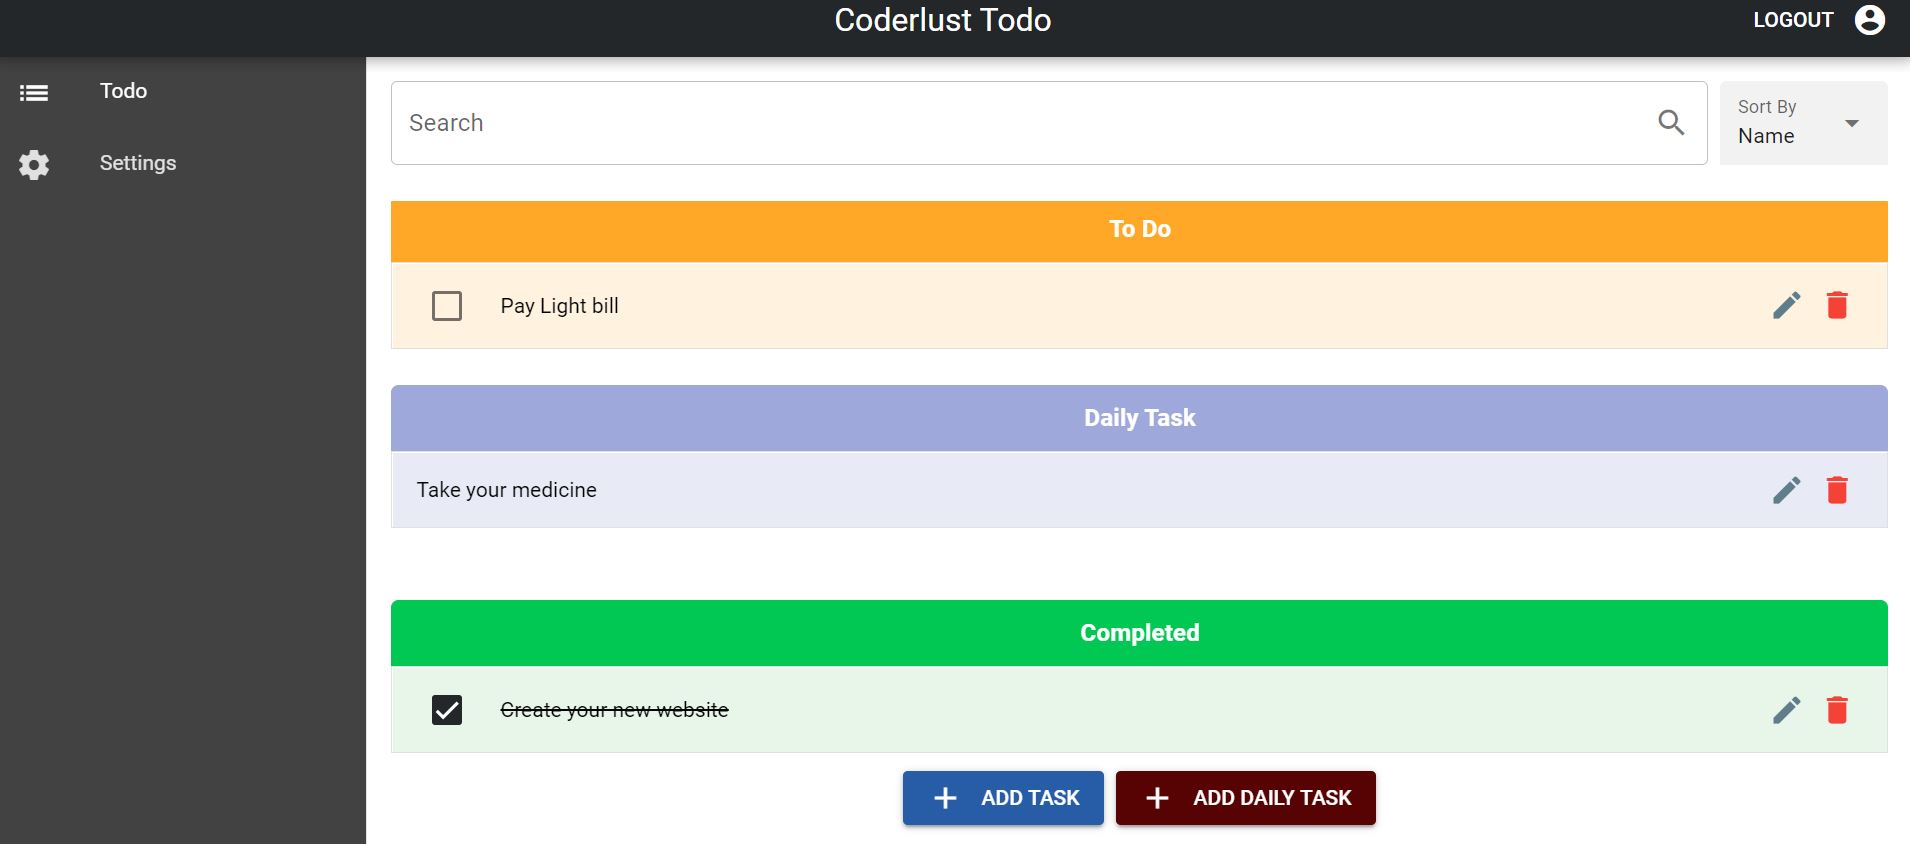 Coderlust Todo
LOGOUT
Todo
Settings
Search
Sort By
Name
To Do
Pay Light bill
Daily Task
Take your medicine
Completed
Create your new website
ADD TASK
ADD DAILY TASK